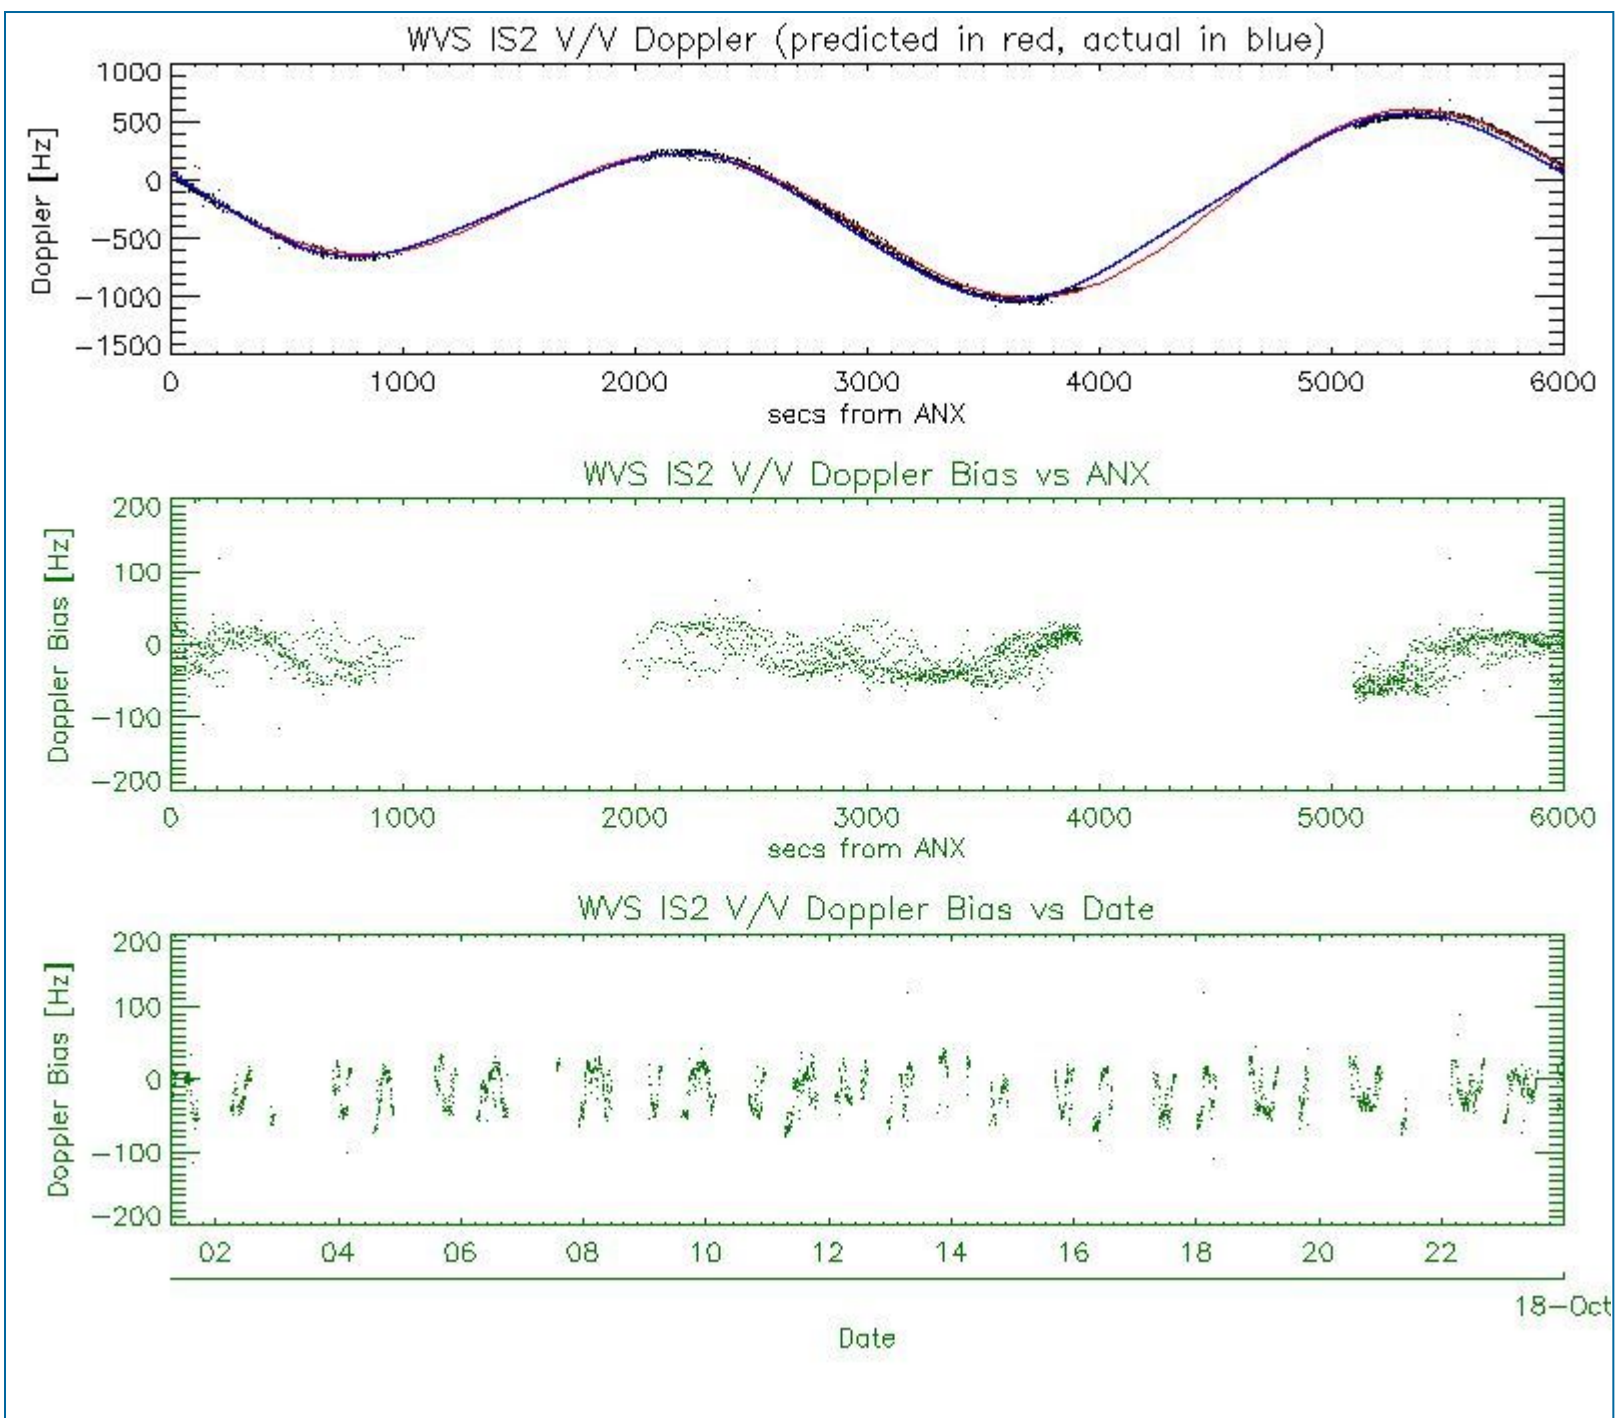 WVS IS2 V/V Doppler (predicted in red, actual in blue)
1000
500
0
-500
-1000
-1500
Doppler [Hz]
0 1000 2000 3000 4000 5000 6000
secs from ANX
WVS IS2 V/V Doppler Bias vs ANX
200
100
0
-100
-200
Doppler Bias [Hz]
0 1000 2000 3000 4000 5000 6000
secs from ANX
WVS IS2 V/V Doppler Bias vs Date
200
100
0
-100
-200
Doppler Bias [Hz]
02 04 06 08 10 12 14 16 18 20 22
18-Oct
Date